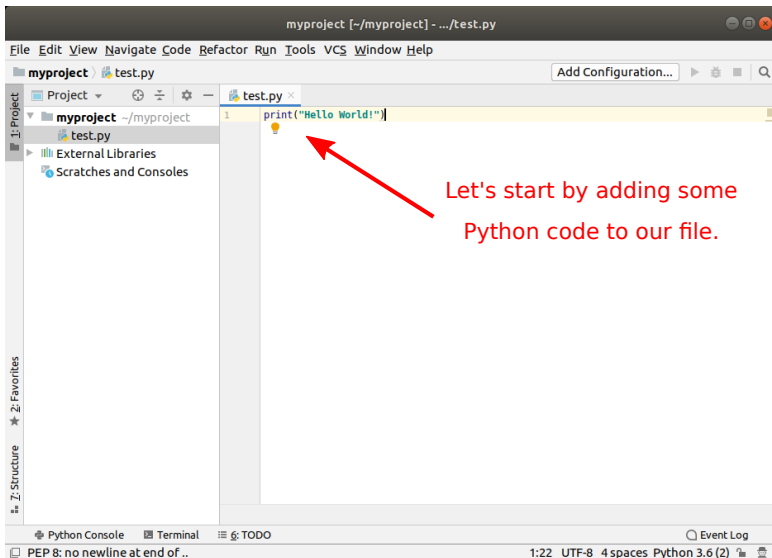 myproject [~/myproject] - .../test.py
File Edit View Navigate Code Refactor Run Tools VCS Window Help
myproject test.py Add Configuration...
1: Project Project test.py
myproject ~/myproject
test.py
External Libraries
Scratches and Consoles
1 print("Hello World!")
Let's start by adding some
Python code to our file.
2: Favorites
7: Structure
Python Console Terminal 6: TODO Event Log
PEP 8: no newline at end of .. 1:22 UTF-8 4 spaces Python 3.6 (2)